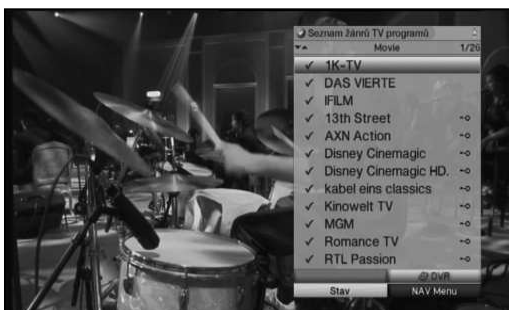 Seznam žánrů TV programů
Movie 1/26
1K-TV
DAS VIERTE
IFILM
13th Street
AXN Action
Disney Cinemagic
Disney Cinemagic HD.
kabel eins classics
Kinowelt TV
MGM
Romance TV
RTL Passion
DVR
Stav NAV Menu